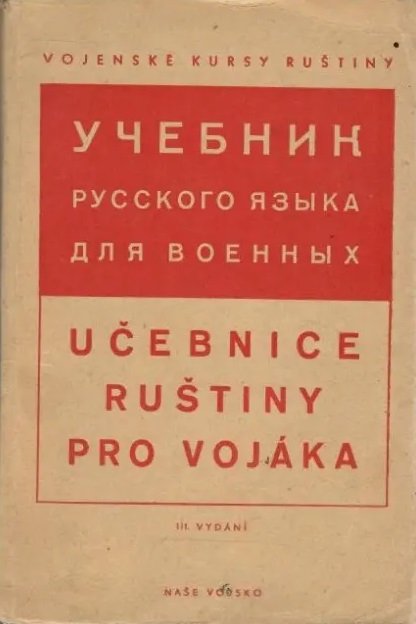 VOJENSKÉ KURSY RUŠTINY
УЧЕБНИК
РУССКОГО ЯЗЫКА
ДЛЯ ВОЕННЫХ
UČEBNICE
RUŠTINY
PRO VOJÁKA
III. VYDÁNÍ
NAŠE VOJSKO